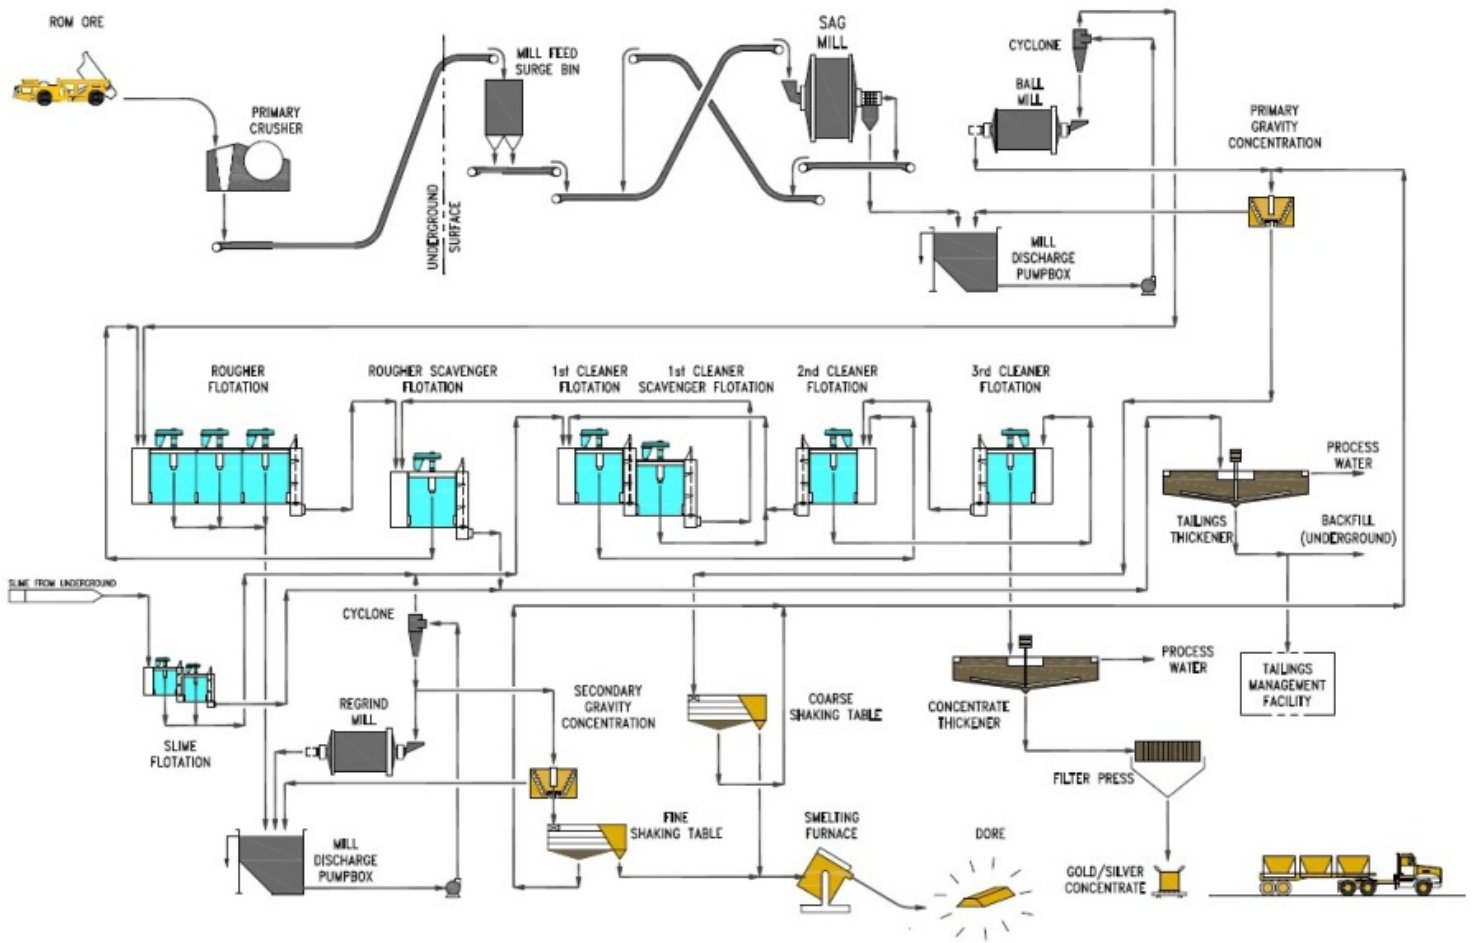 ROM ORE
PRIMARY
CRUSHER
UNDERGROUND
SURFACE
MILL FEED
SURGE BIN
SAG
MILL
CYCLONE
BALL
MILL
PRIMARY
GRAVITY
CONCENTRATION
MILL
DISCHARGE
PUMPBOX
ROUGHER
FLOTATION
ROUGHER SCAVENGER
FLOTATION
1st CLEANER
FLOTATION
1st CLEANER
SCAVENGER FLOTATION
2nd CLEANER
FLOTATION
3rd CLEANER
FLOTATION
PROCESS
WATER
TAILINGS
THICKENER
BACKFILL
(UNDERGROUND)
SLIME FROM UNDERGROUND
CYCLONE
SLIME
FLOTATION
REGRIND
MILL
SECONDARY
GRAVITY
CONCENTRATION
COARSE
SHAKING TABLE
CONCENTRATE
THICKENER
PROCESS
WATER
TAILINGS
MANAGEMENT
FACILITY
FILTER PRESS
MILL
DISCHARGE
PUMPBOX
FINE
SHAKING TABLE
SMELTING
FURNACE
DORE
GOLD/SILVER
CONCENTRATE